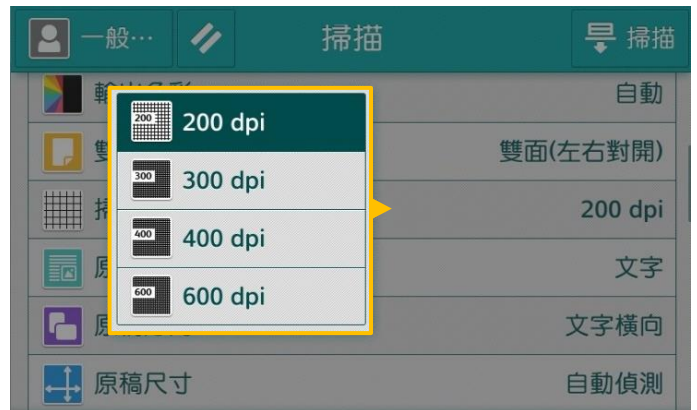 一般… 掃描 掃描
自動
200 200 dpi
雙面(左右對開)
300 300 dpi
200 dpi
400 400 dpi
文字
600 600 dpi
文字橫向
原稿尺寸 自動偵測